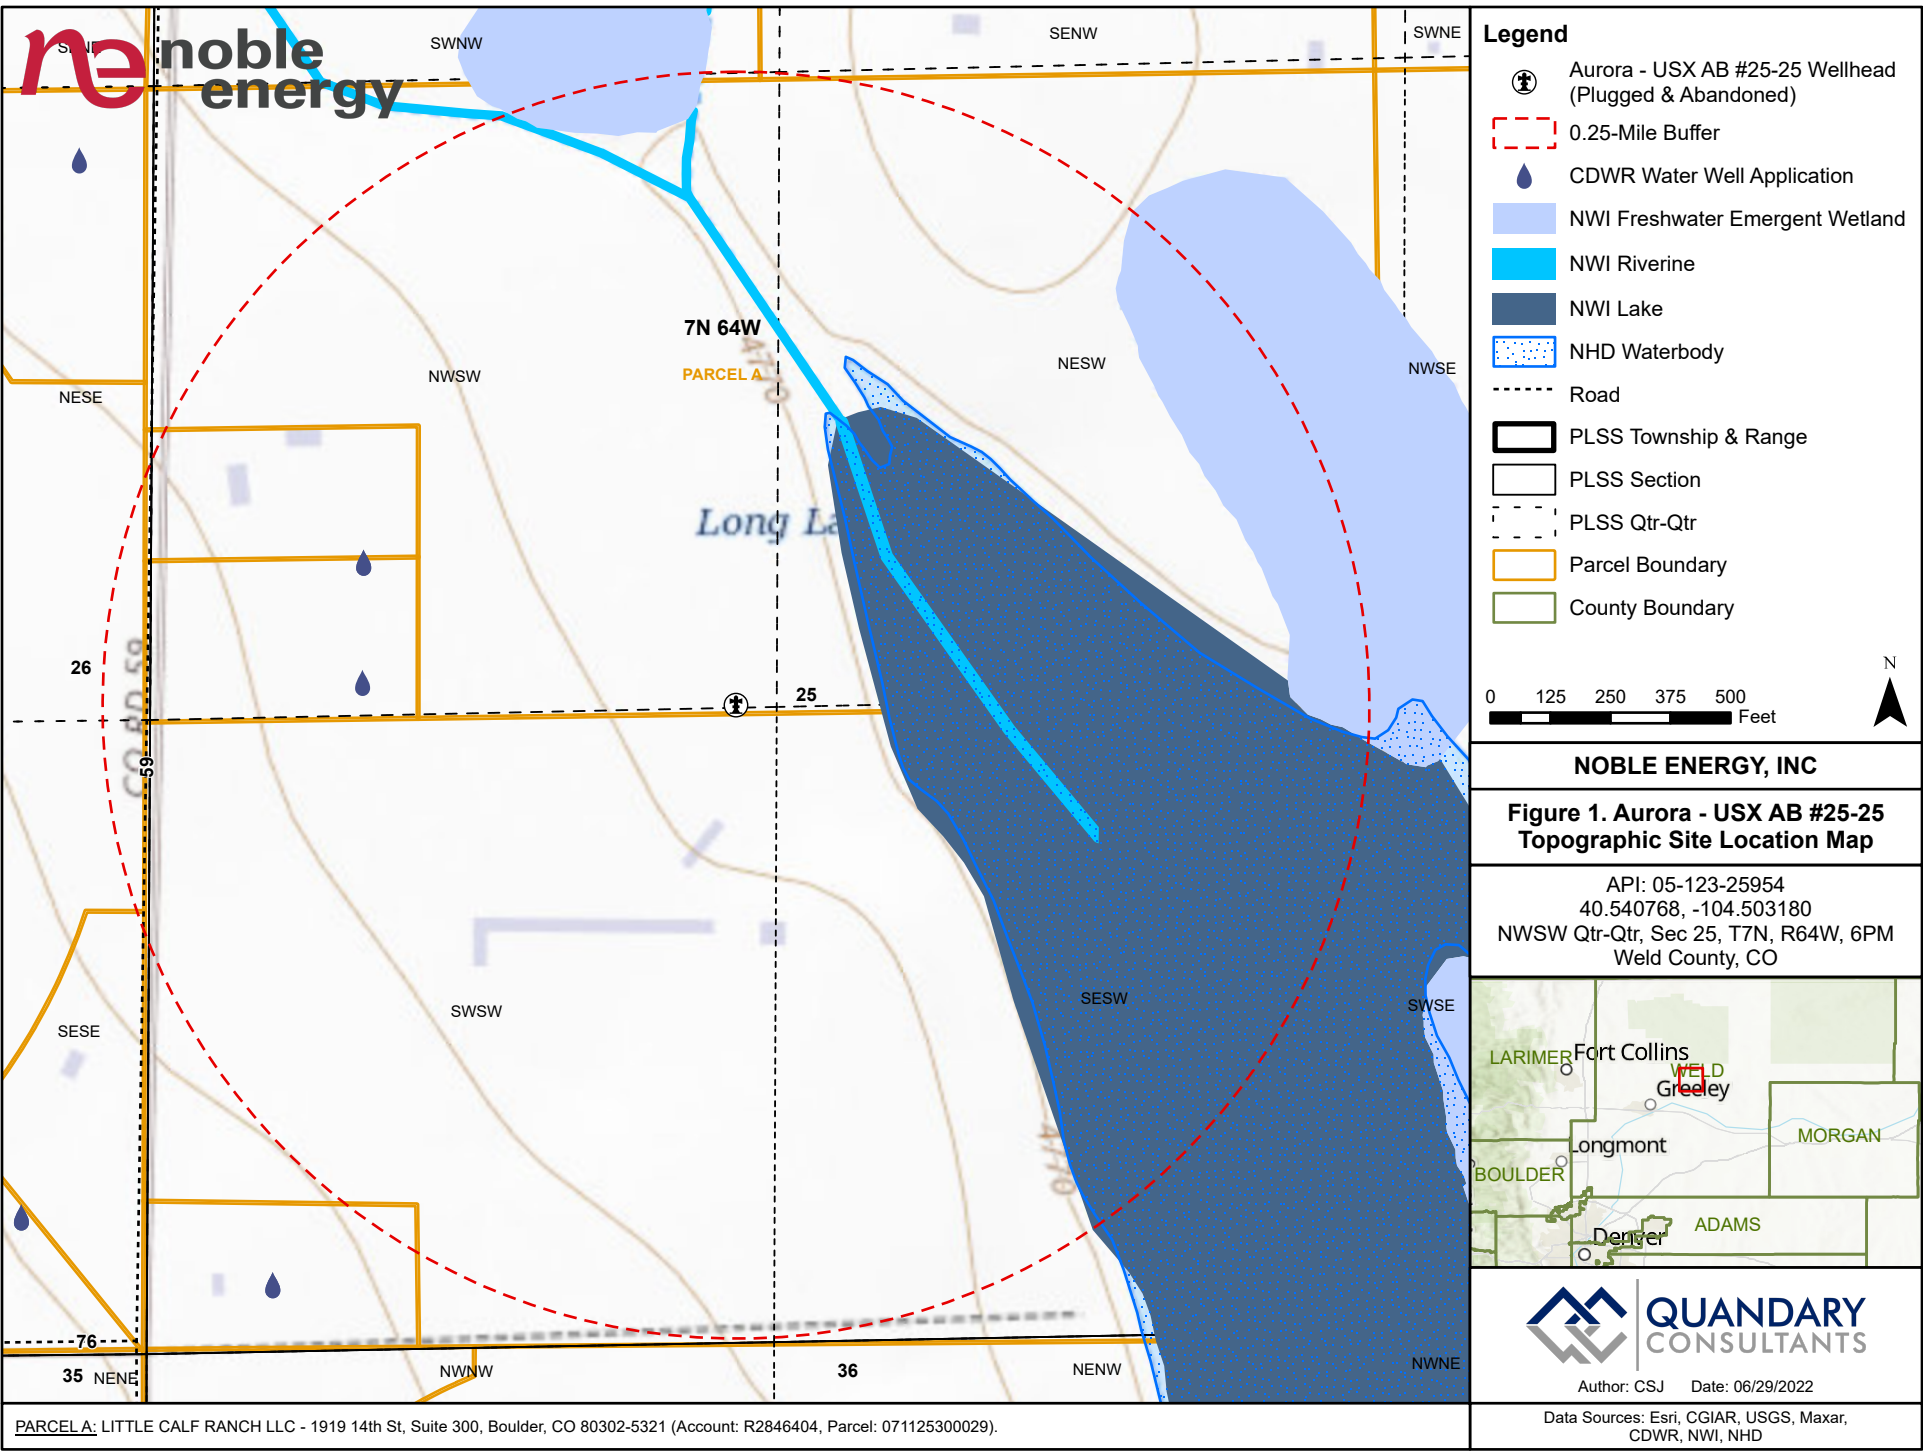 noble
energy
SENE
SWNW
SENW
SWNE
7N 64W
PARCEL A
4770
NWSW
NESW
NWSE
NESE
Long La
26
CO RD 59
59
25
SWSW
SESW
SWSE
SESE
4770
76
35
NENE
NWNW
36
NENW
NWNE
PARCEL A: LITTLE CALF RANCH LLC - 1919 14th St, Suite 300, Boulder, CO 80302-5321 (Account: R2846404, Parcel: 071125300029).
Legend
Aurora - USX AB #25-25 Wellhead
(Plugged & Abandoned)
0.25-Mile Buffer
CDWR Water Well Application
NWI Freshwater Emergent Wetland
NWI Riverine
NWI Lake
NHD Waterbody
Road
PLSS Township & Range
PLSS Section
PLSS Qtr-Qtr
Parcel Boundary
County Boundary
N
0 125 250 375 500
Feet
NOBLE ENERGY, INC
Figure 1. Aurora - USX AB #25-25
Topographic Site Location Map
API: 05-123-25954
40.540768, -104.503180
NWSW Qtr-Qtr, Sec 25, T7N, R64W, 6PM
Weld County, CO
LARIMER
Fort Collins
WELD
Greeley
MORGAN
Longmont
BOULDER
ADAMS
Denver
QUANDARY
CONSULTANTS
Author: CSJ Date: 06/29/2022
Data Sources: Esri, CGIAR, USGS, Maxar,
CDWR, NWI, NHD